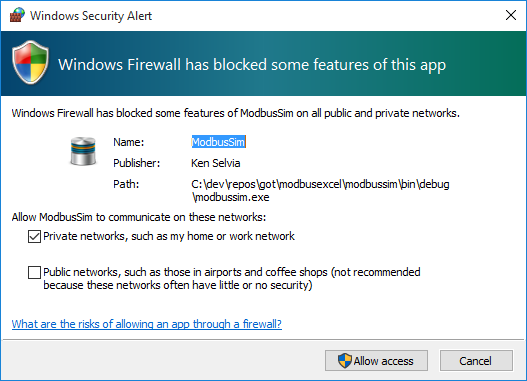 Windows Security Alert
Windows Firewall has blocked some features of this app
Windows Firewall has blocked some features of ModbusSim on all public and private networks.
Name: ModbusSim
Publisher: Ken Selvia
Path: C:\dev\repos\got\modbusexcel\modbussim\bin\debug
\modbussim.exe
Allow ModbusSim to communicate on these networks:
Private networks, such as my home or work network
Public networks, such as those in airports and coffee shops (not recommended
because these networks often have little or no security)
What are the risks of allowing an app through a firewall?
Allow access Cancel